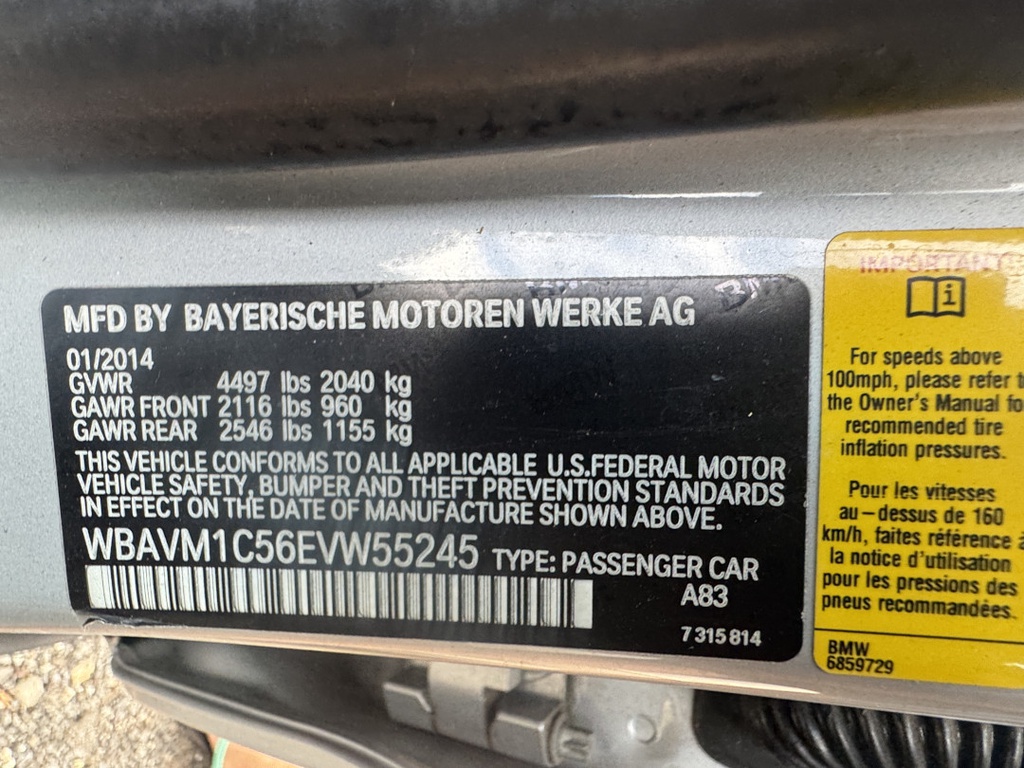 MFD BY BAYERISCHE MOTOREN WERKE AG
01/2014
GVWR 4497 lbs 2040 kg
GAWR FRONT 2116 lbs 960 kg
GAWR REAR 2546 lbs 1155 kg
THIS VEHICLE CONFORMS TO ALL APPLICABLE U.S.FEDERAL MOTOR
VEHICLE SAFETY, BUMPER AND THEFT PREVENTION STANDARDS
IN EFFECT ON THE DATE OF MANUFACTURE SHOWN ABOVE.
WBAVM1C56EVW55245 TYPE: PASSENGER CAR
A83
7 315 814
IMPORTANT
i
For speeds above
100mph, please refer
the Owner's Manual
recommended tire
inflation pressures.
Pour les vitesses
au-dessus de 160
km/h, faites référence
la notice d'utilisation
pour les pressions des
pneus recommandées.
BMW
6859729